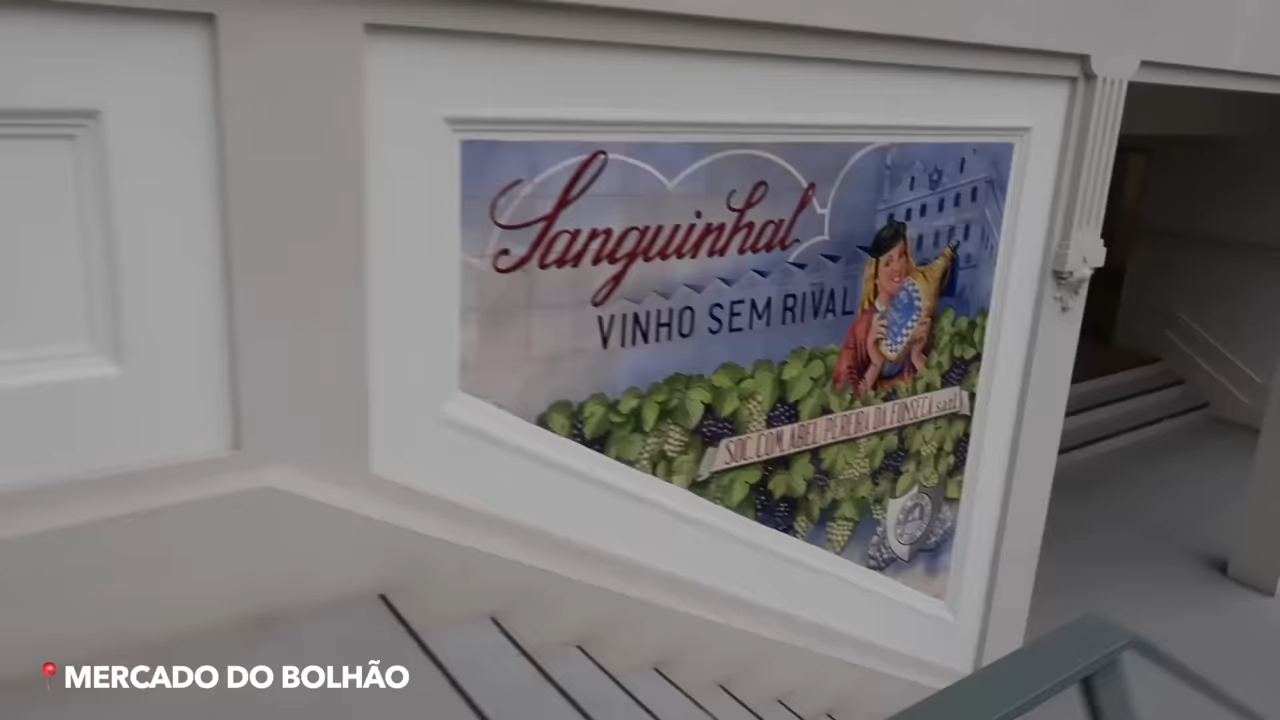 Sanguinhal
VINHO SEM RIVAL
SOC. COM. ABEL PEREIRA DA FONSECA s.a.r.l.
📍MERCADO DO BOLHÃO